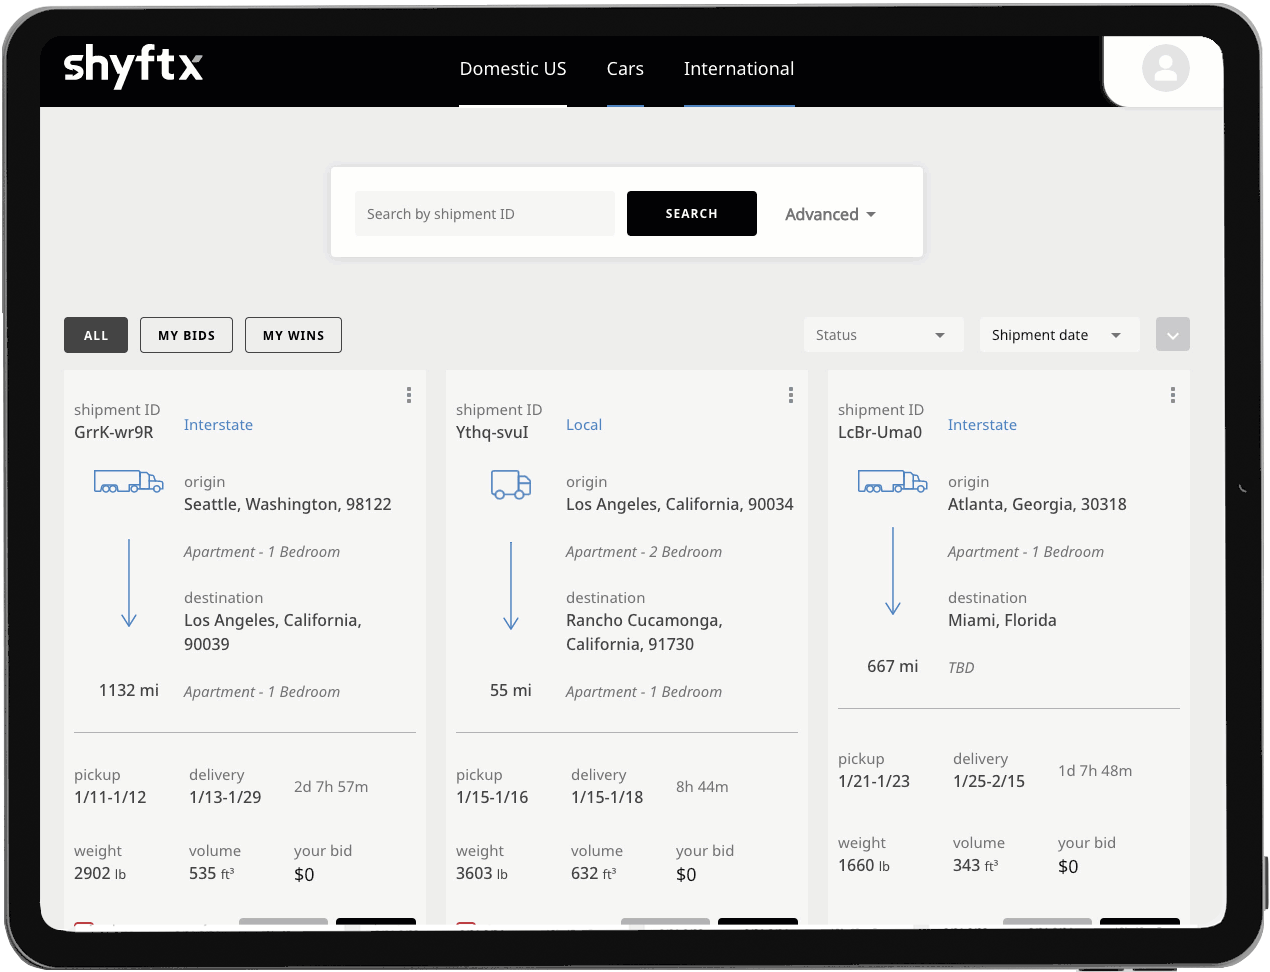 shyftx
Domestic US Cars International
Search by shipment ID SEARCH Advanced
ALL MY BIDS MY WINS Status Shipment date
shipment ID
GrrK-wr9R
Interstate
origin
Seattle, Washington, 98122
Apartment - 1 Bedroom
destination
Los Angeles, California,
90039
1132 mi Apartment - 1 Bedroom
pickup delivery
1/11-1/12 1/13-1/29 2d 7h 57m
weight volume your bid
2902 lb 535 ft³ $0
shipment ID
Ythq-svuI
Local
origin
Los Angeles, California, 90034
Apartment - 2 Bedroom
destination
Rancho Cucamonga,
California, 91730
55 mi Apartment - 1 Bedroom
pickup delivery
1/15-1/16 1/15-1/18 8h 44m
weight volume your bid
3603 lb 632 ft³ $0
shipment ID
LcBr-Uma0
Interstate
origin
Atlanta, Georgia, 30318
Apartment - 1 Bedroom
destination
Miami, Florida
667 mi TBD
pickup delivery
1/21-1/23 1/25-2/15 1d 7h 48m
weight volume your bid
1660 lb 343 ft³ $0